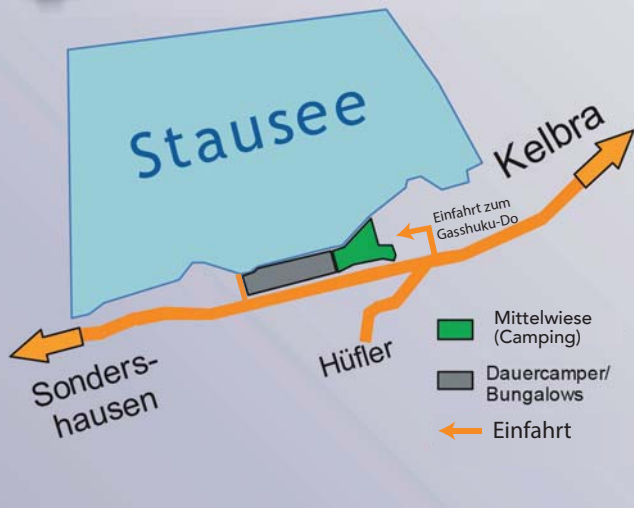 Stausee
Kelbra
Einfahrt zum
Gasshuku-Do
Sonders-
hausen
Hüfler
Mittelwiese
(Camping)
Dauercamper/
Bungalows
Einfahrt